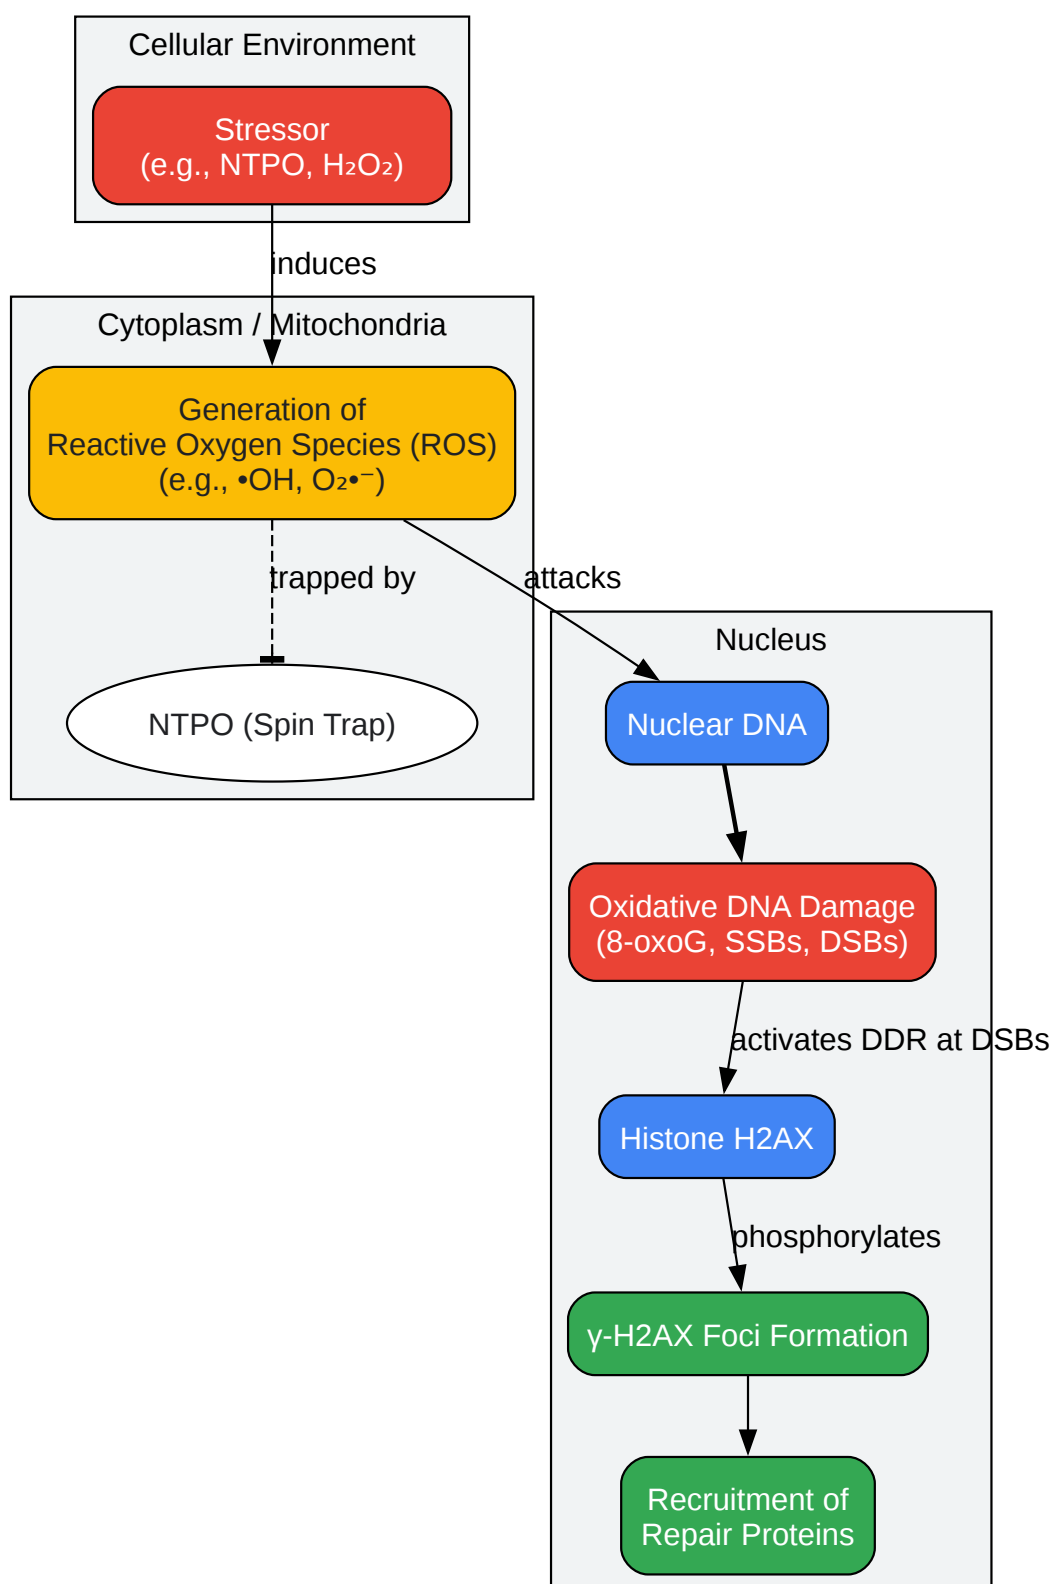 Cellular Environment
Stressor
(e.g., NTPO, H₂O₂)
induces
Cytoplasm / Mitochondria
Generation of
Reactive Oxygen Species (ROS)
(e.g., •OH, O₂•⁻)
trapped by
attacks
Nucleus
NTPO (Spin Trap)
Nuclear DNA
Oxidative DNA Damage
(8-oxoG, SSBs, DSBs)
activates DDR at DSBs
Histone H2AX
phosphorylates
γ-H2AX Foci Formation
Recruitment of
Repair Proteins